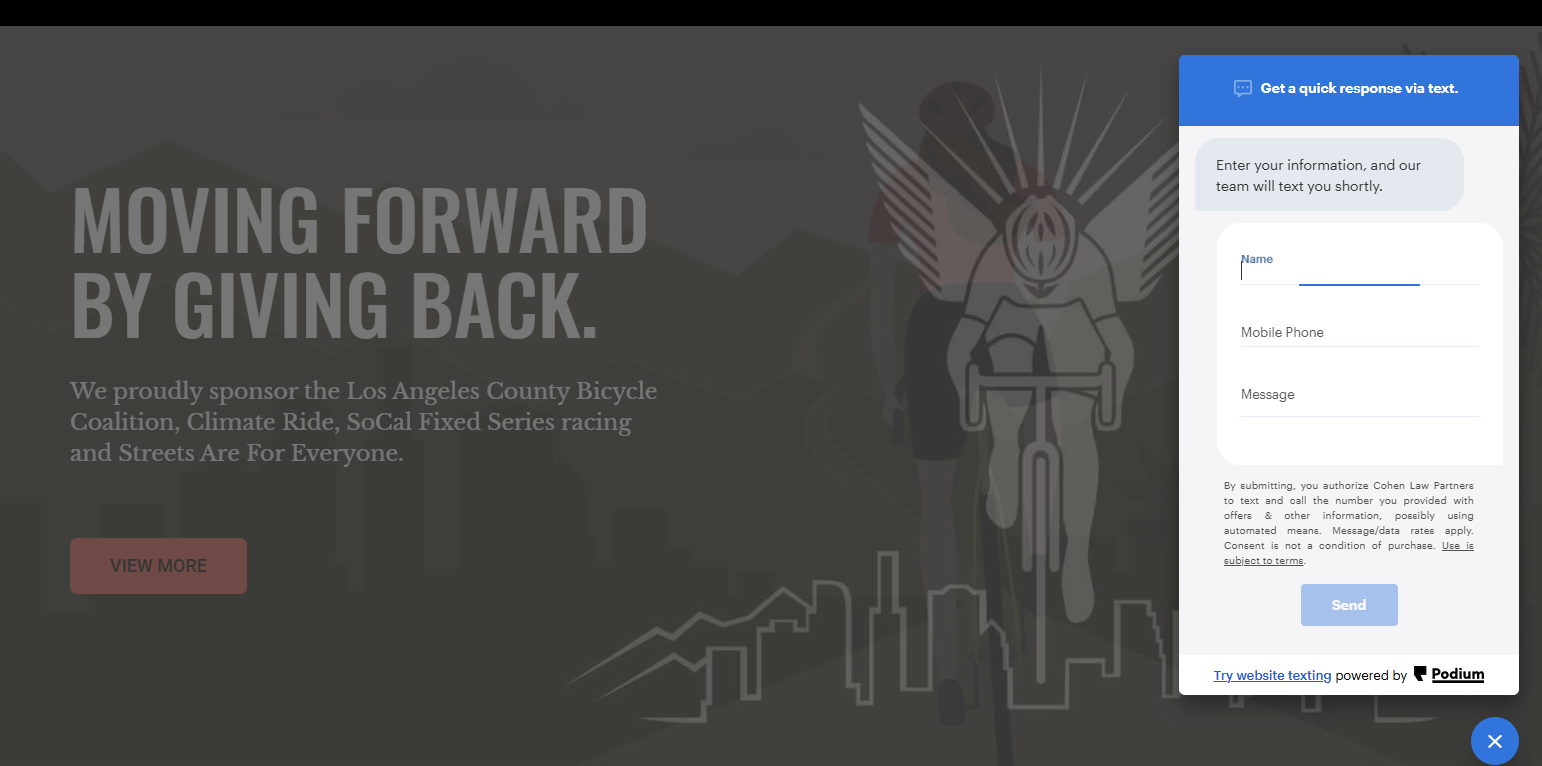 MOVING FORWARD
BY GIVING BACK.
We proudly sponsor the Los Angeles County Bicycle
Coalition, Climate Ride, SoCal Fixed Series racing
and Streets Are For Everyone.
VIEW MORE
Get a quick response via text.
Enter your information, and our
team will text you shortly.
Name
Mobile Phone
Message
By submitting, you authorize Cohen Law Partners
to text and call the number you provided with
offers & other information, possibly using
automated means. Message/data rates apply.
Consent is not a condition of purchase. Use is
subject to terms.
Send
Try website texting powered by Podium